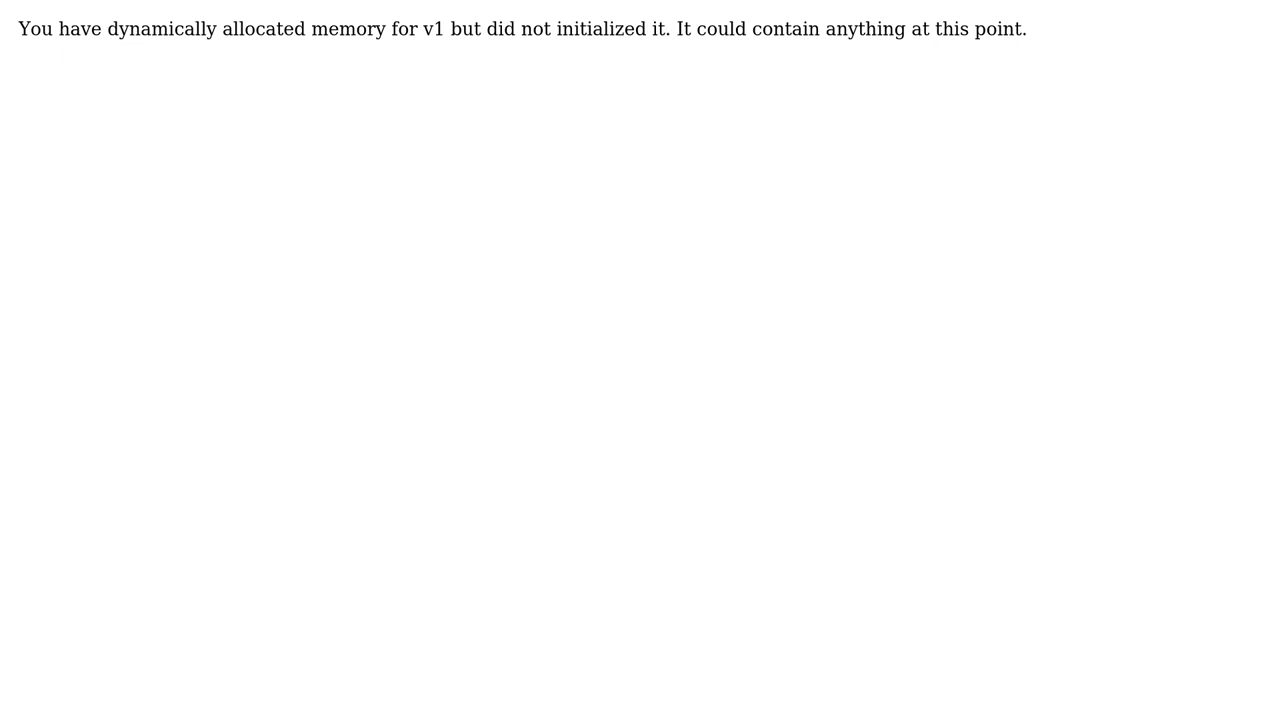 You have dynamically allocated memory for v1 but did not initialized it. It could contain anything at this point.